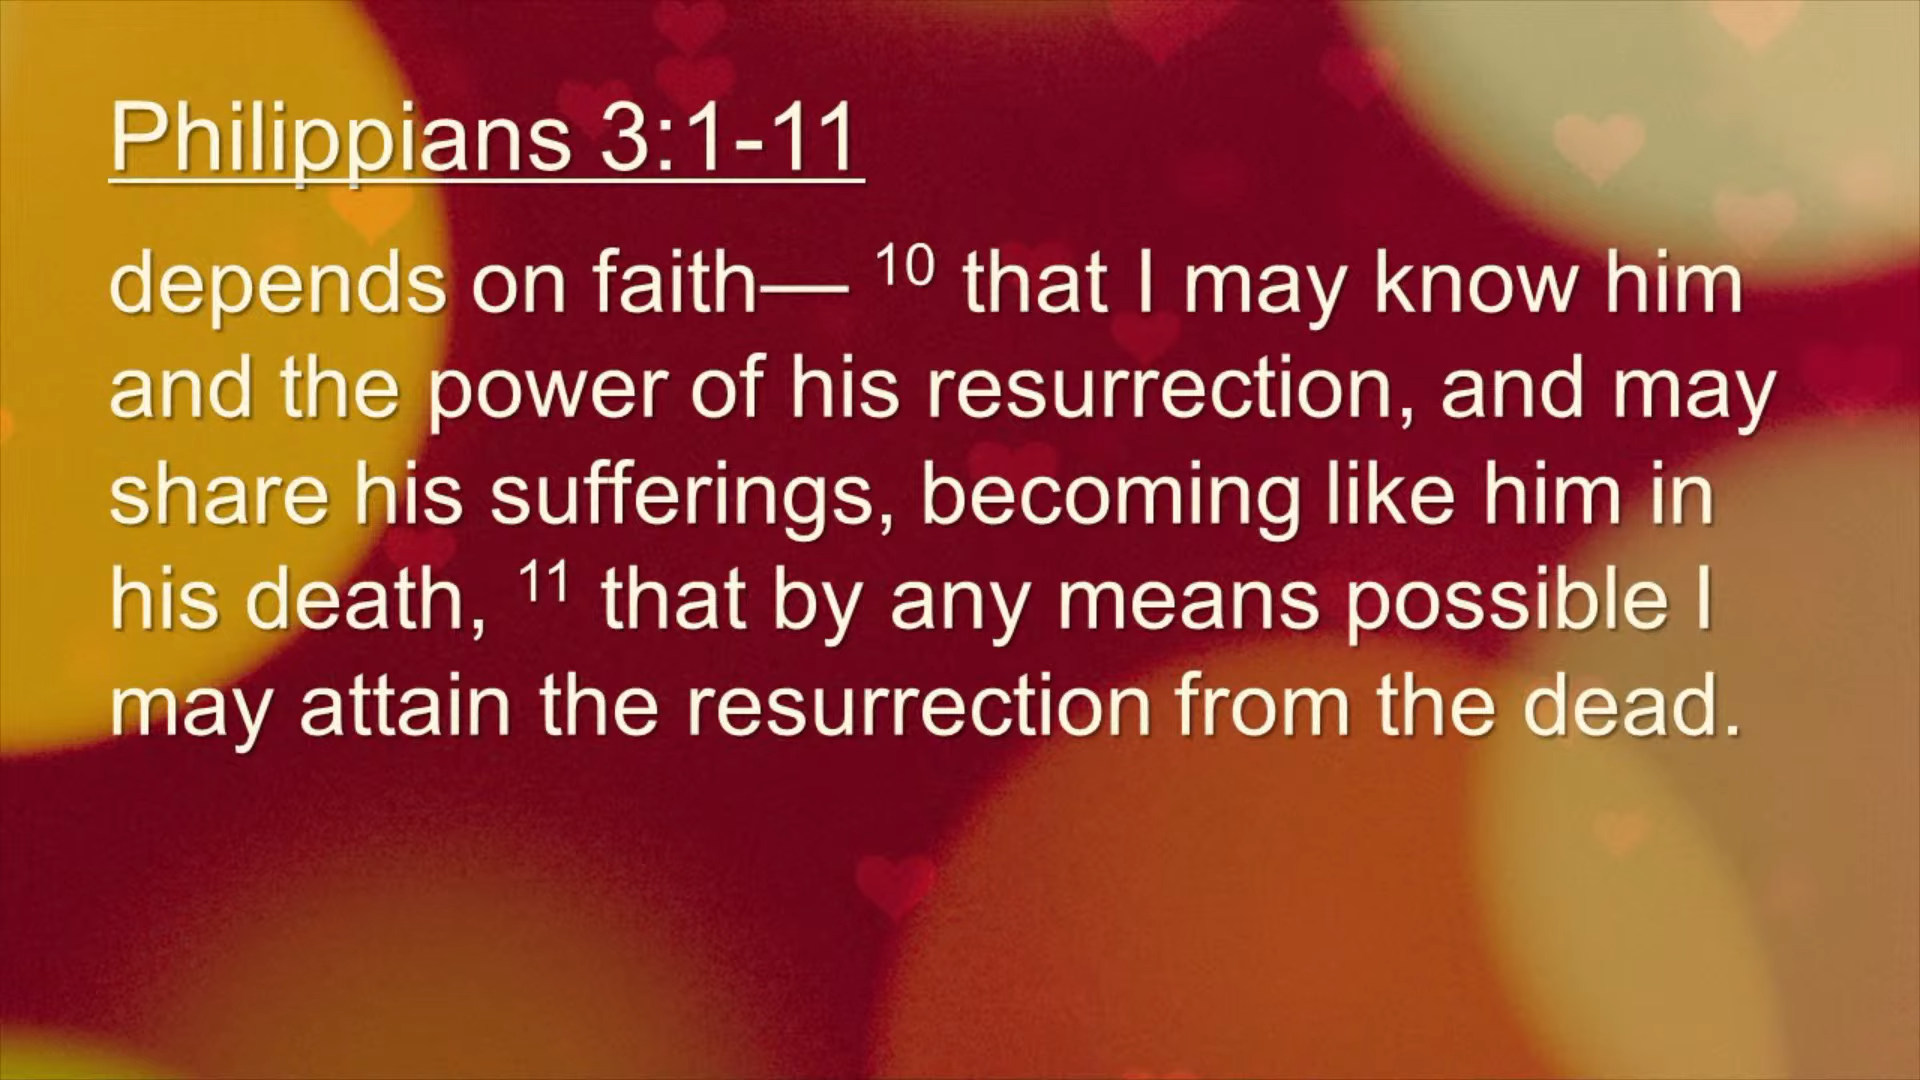 Philippians 3:1-11
depends on faith— 10 that I may know him
and the power of his resurrection, and may
share his sufferings, becoming like him in
his death, 11 that by any means possible I
may attain the resurrection from the dead.